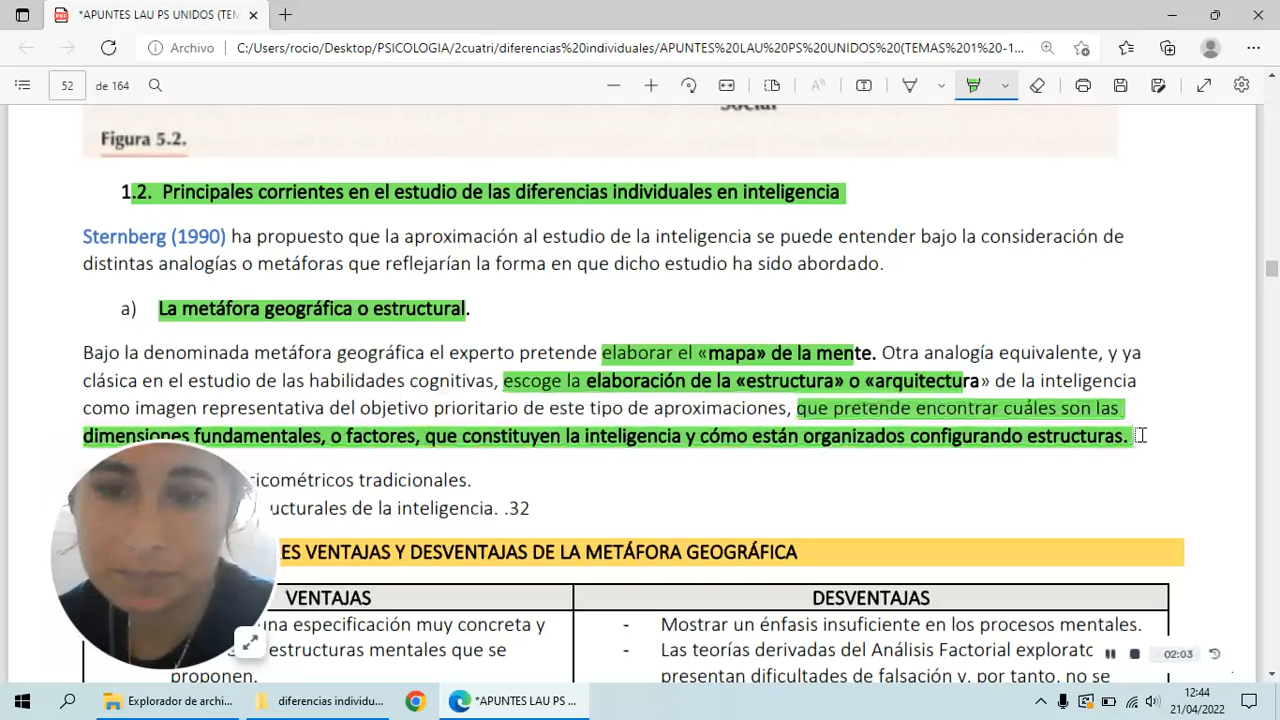 *APUNTES LAU PS UNIDOS (TEM
Archivo
C:/Users/rocio/Desktop/PSICOLOGIA/2cuatri/diferencias%20individuales/APUNTES%20LAU%20PS%20UNIDOS%20(TEMAS%201%20-1...
52 de 164
Social
Figura 5.2.
1.2. Principales corrientes en el estudio de las diferencias individuales en inteligencia
Sternberg (1990) ha propuesto que la aproximación al estudio de la inteligencia se puede entender bajo la consideración de
distintas analogías o metáforas que reflejarían la forma en que dicho estudio ha sido abordado.
a) La metáfora geográfica o estructural.
Bajo la denominada metáfora geográfica el experto pretende elaborar el «mapa» de la mente. Otra analogía equivalente, y ya
clásica en el estudio de las habilidades cognitivas, escoge la elaboración de la «estructura» o «arquitectura» de la inteligencia
como imagen representativa del objetivo prioritario de este tipo de aproximaciones, que pretende encontrar cuáles son las
dimensiones fundamentales, o factores, que constituyen la inteligencia y cómo están organizados configurando estructuras.
icométricos tradicionales.
ucturales de la inteligencia. .32
ES VENTAJAS Y DESVENTAJAS DE LA METÁFORA GEOGRÁFICA
VENTAJAS
DESVENTAJAS
una especificación muy concreta y
estructuras mentales que se
proponen.
- Mostrar un énfasis insuficiente en los procesos mentales.
- Las teorías derivadas del Análisis Factorial explorato
presentan dificultades de falsación y, por tanto, no se
02:03
Explorador de archi...
diferencias individu...
*APUNTES LAU PS ...
12:44
21/04/2022